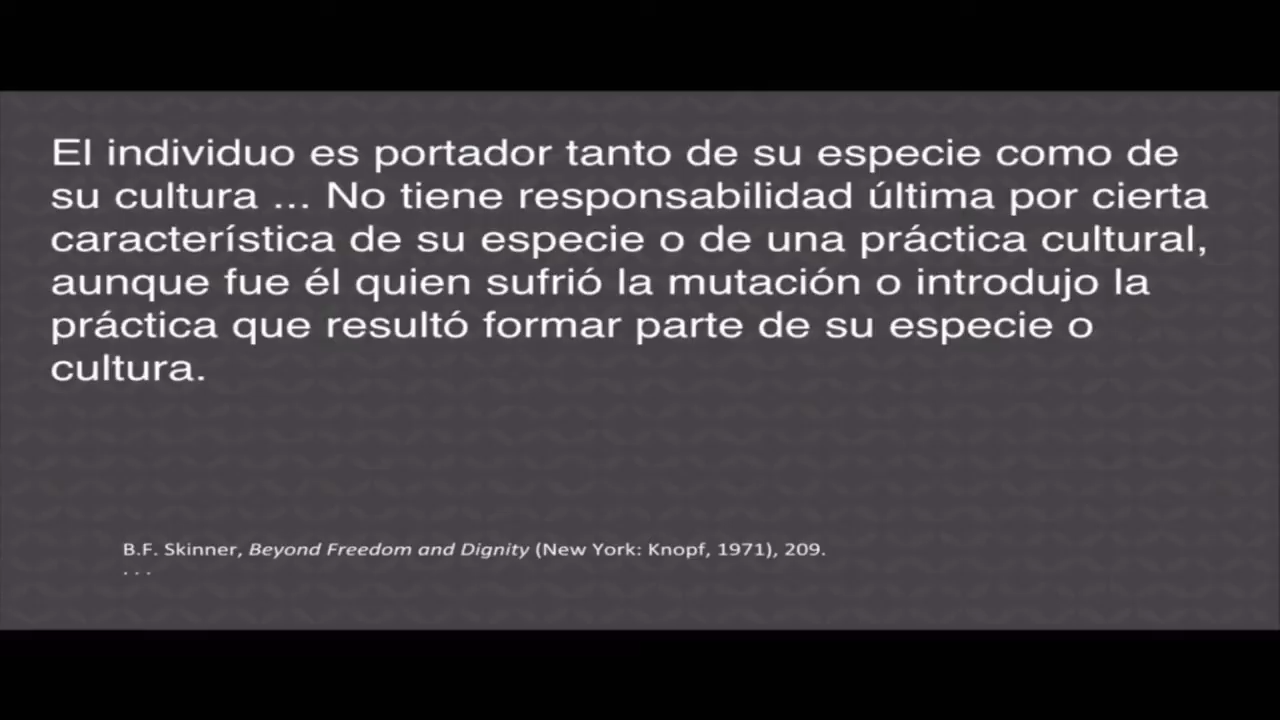 El individuo es portador tanto de su especie como de
su cultura ... No tiene responsabilidad última por cierta
característica de su especie o de una práctica cultural,
aunque fue él quien sufrió la mutación o introdujo la
práctica que resultó formar parte de su especie o
cultura.
B.F. Skinner, Beyond Freedom and Dignity (New York: Knopf, 1971), 209.
. . .